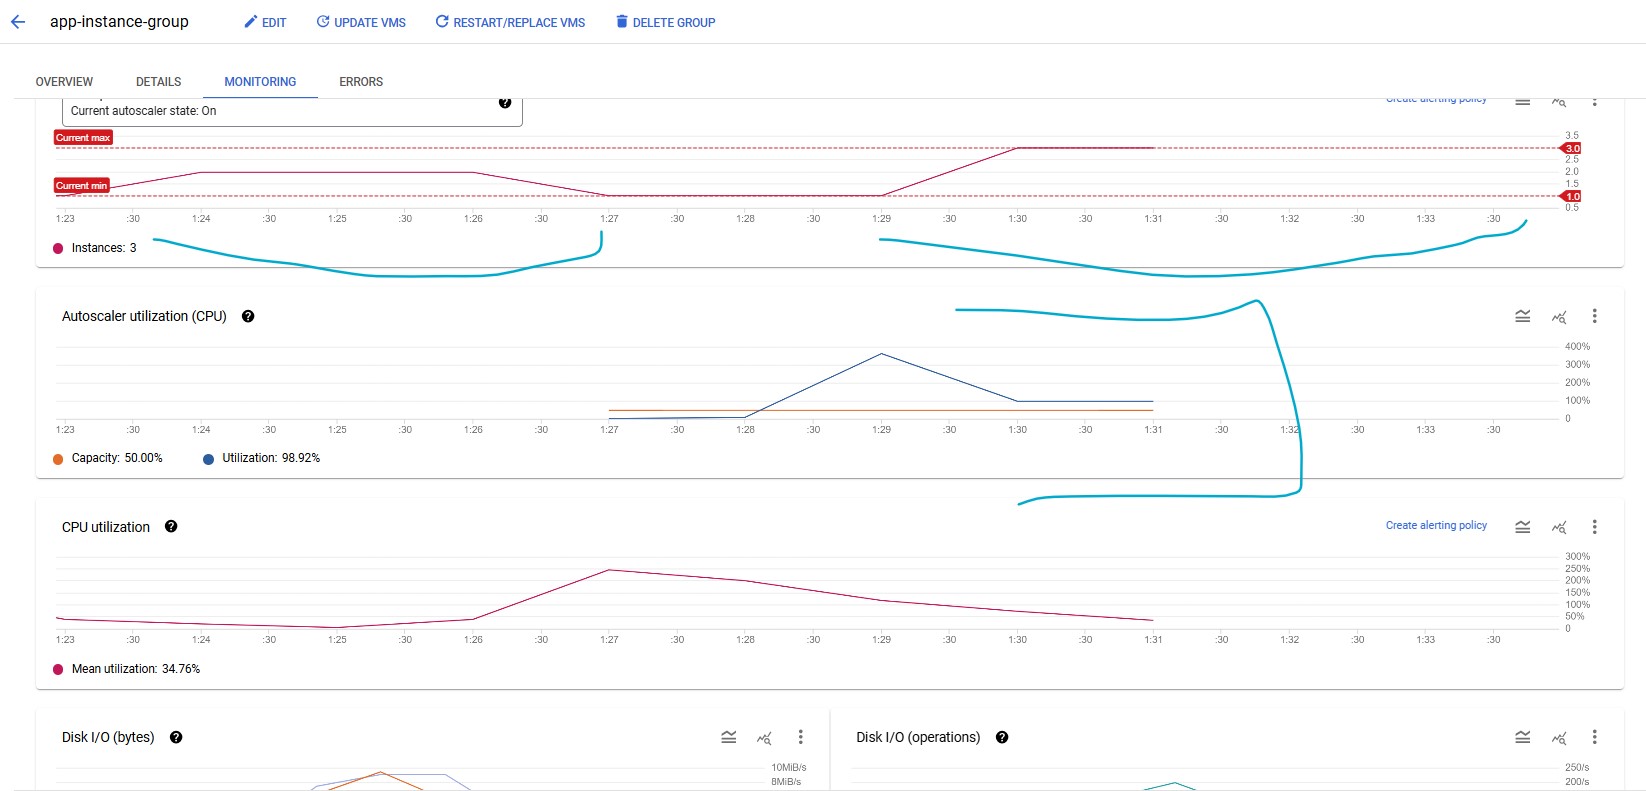 app-instance-group EDIT UPDATE VMS RESTART/REPLACE VMS DELETE GROUP
OVERVIEW DETAILS MONITORING ERRORS
Current autoscaler state: On
Create alerting policy
Current max
Current min
3.5
3.0
2.5
2.0
1.5
1.0
0.5
1:23 :30 1:24 :30 1:25 :30 1:26 :30 1:27 :30 1:28 :30 1:29 :30 1:30 :30 1:31 :30 1:32 :30 1:33 :30
Instances: 3
Autoscaler utilization (CPU)
400%
300%
200%
100%
0
1:23 :30 1:24 :30 1:25 :30 1:26 :30 1:27 :30 1:28 :30 1:29 :30 1:30 :30 1:31 :30 1:32 :30 1:33 :30
Capacity: 50.00% Utilization: 98.92%
CPU utilization
Create alerting policy
300%
250%
200%
150%
100%
50%
0
1:23 :30 1:24 :30 1:25 :30 1:26 :30 1:27 :30 1:28 :30 1:29 :30 1:30 :30 1:31 :30 1:32 :30 1:33 :30
Mean utilization: 34.76%
Disk I/O (bytes)
10MiB/s
8MiB/s
Disk I/O (operations)
250/s
200/s